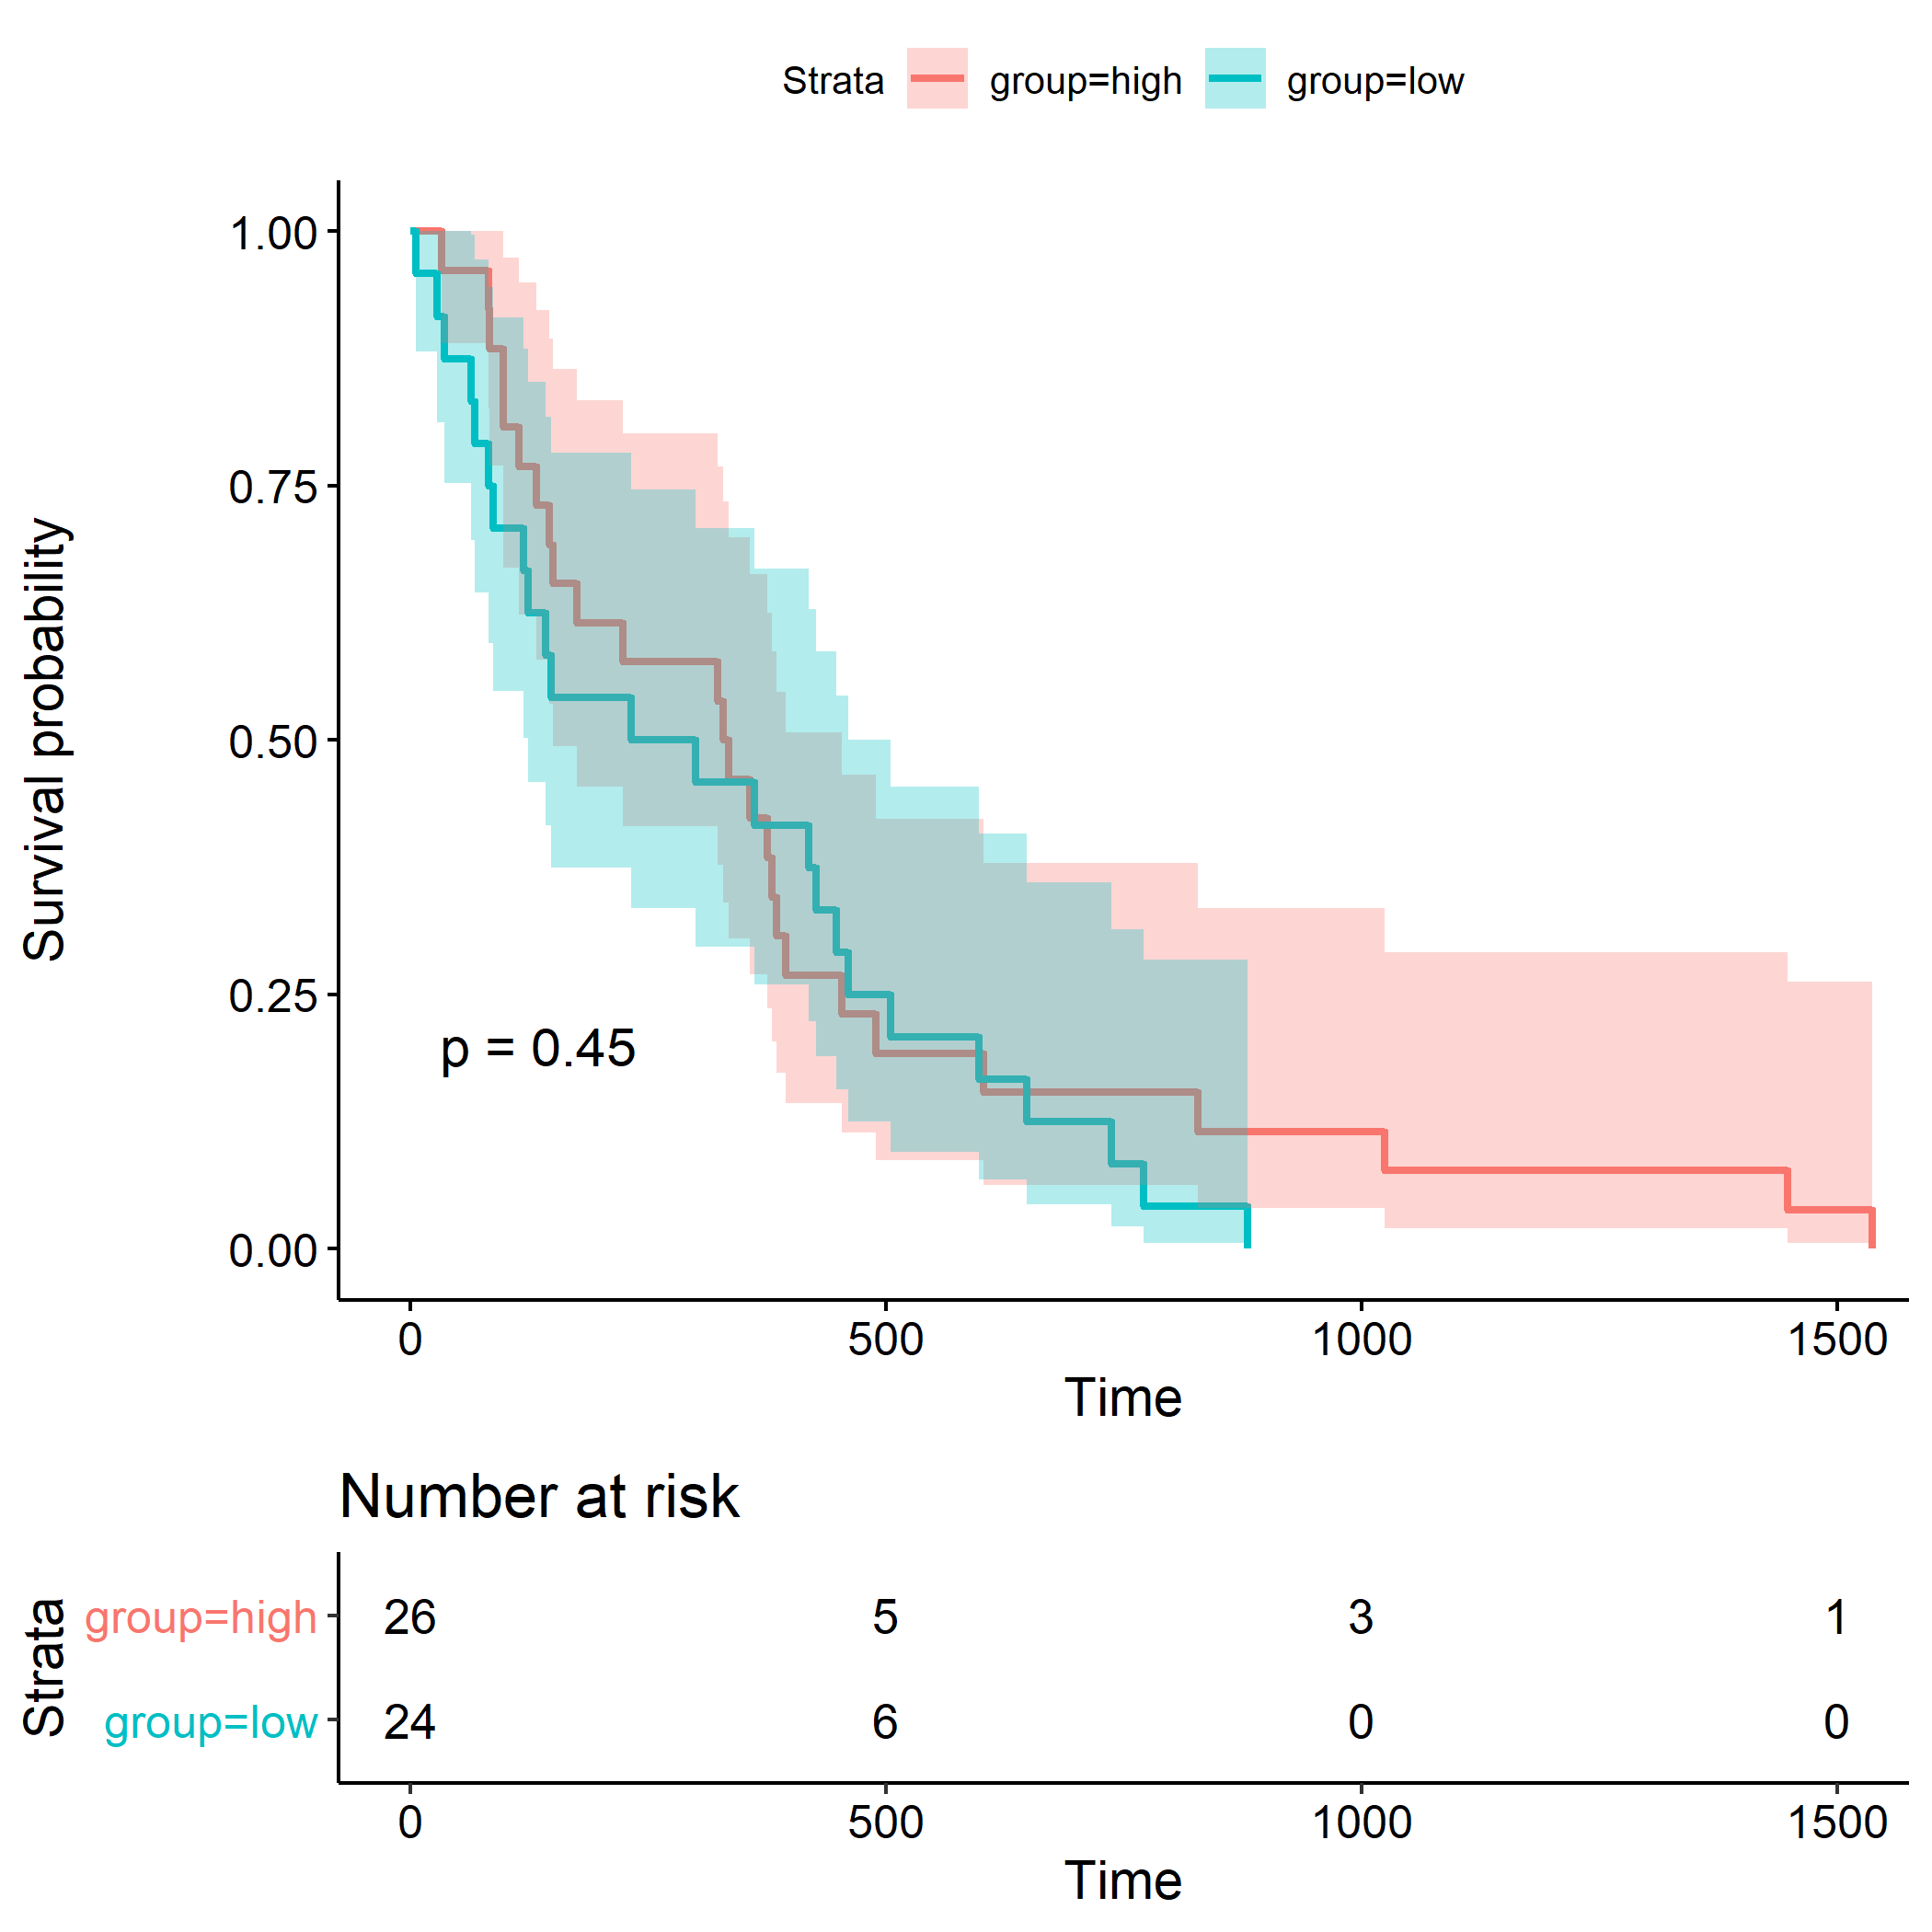 Strata group=high group=low
1.00
0.75
0.50
0.25
0.00
Survival probability
p = 0.45
0 500 1000 1500
Time
Number at risk
Strata
group=high 26 5 3 1
group=low 24 6 0 0
0 500 1000 1500
Time